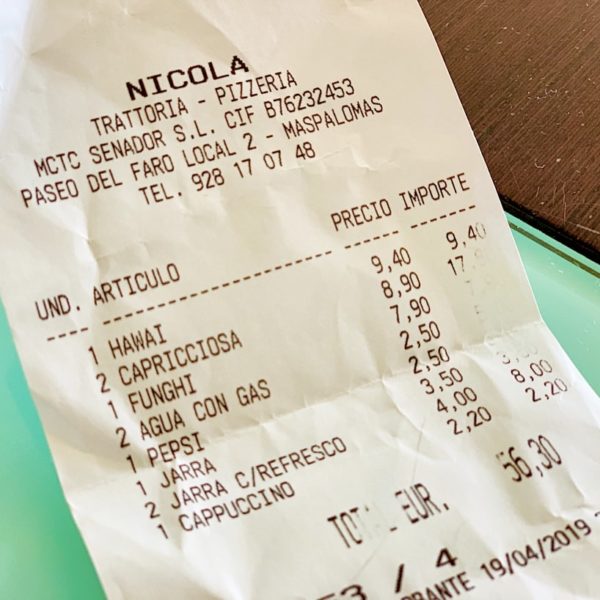 NICOLA
TRATTORIA - PIZZERIA
MCTC SENADOR S.L. CIF B76232453
PASEO DEL FARO LOCAL 2 - MASPALOMAS
TEL. 928 17 07 48
UND. ARTICULO PRECIO IMPORTE
1 HAWAI 9,40 9,40
2 CAPRICCIOSA 8,90
1 FUNGHI 7,90
2 AGUA CON GAS 2,50
1 PEPSI 2,50
1 JARRA 3,50
2 JARRA C/REFRESCO 4,00 8,00
1 CAPPUCCINO 2,20 2,20
TOTAL EUR. 56,30
/ 4
19/04/2019